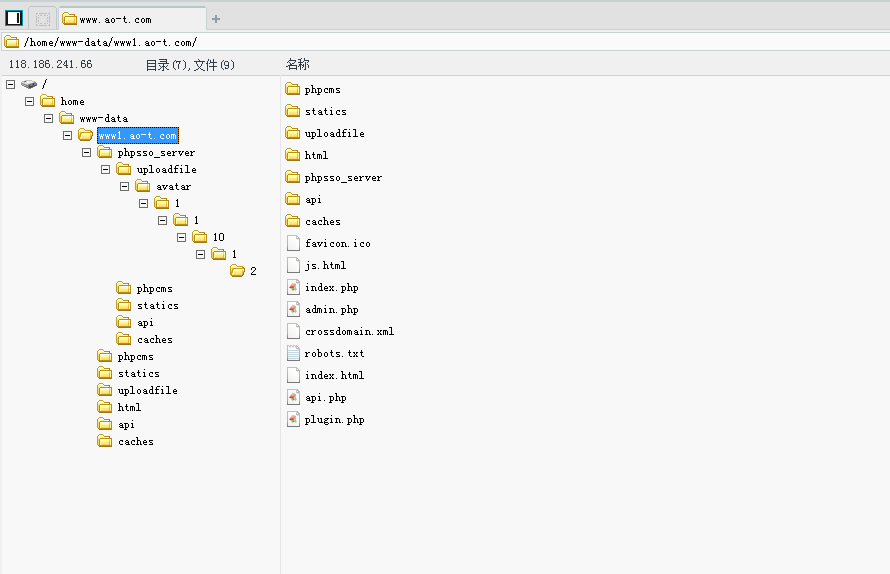 www.ao-t.com
/home/www-data/www1.ao-t.com/
118.186.241.66 目录(7),文件(9) 名称
/
home
www-data
www1.ao-t.com
phpsso_server
uploadfile
avatar
1
1
10
1
2
phpcms
statics
api
caches
phpcms
statics
uploadfile
html
api
caches
phpcms
statics
uploadfile
html
phpsso_server
api
caches
favicon.ico
js.html
index.php
admin.php
crossdomain.xml
robots.txt
index.html
api.php
plugin.php